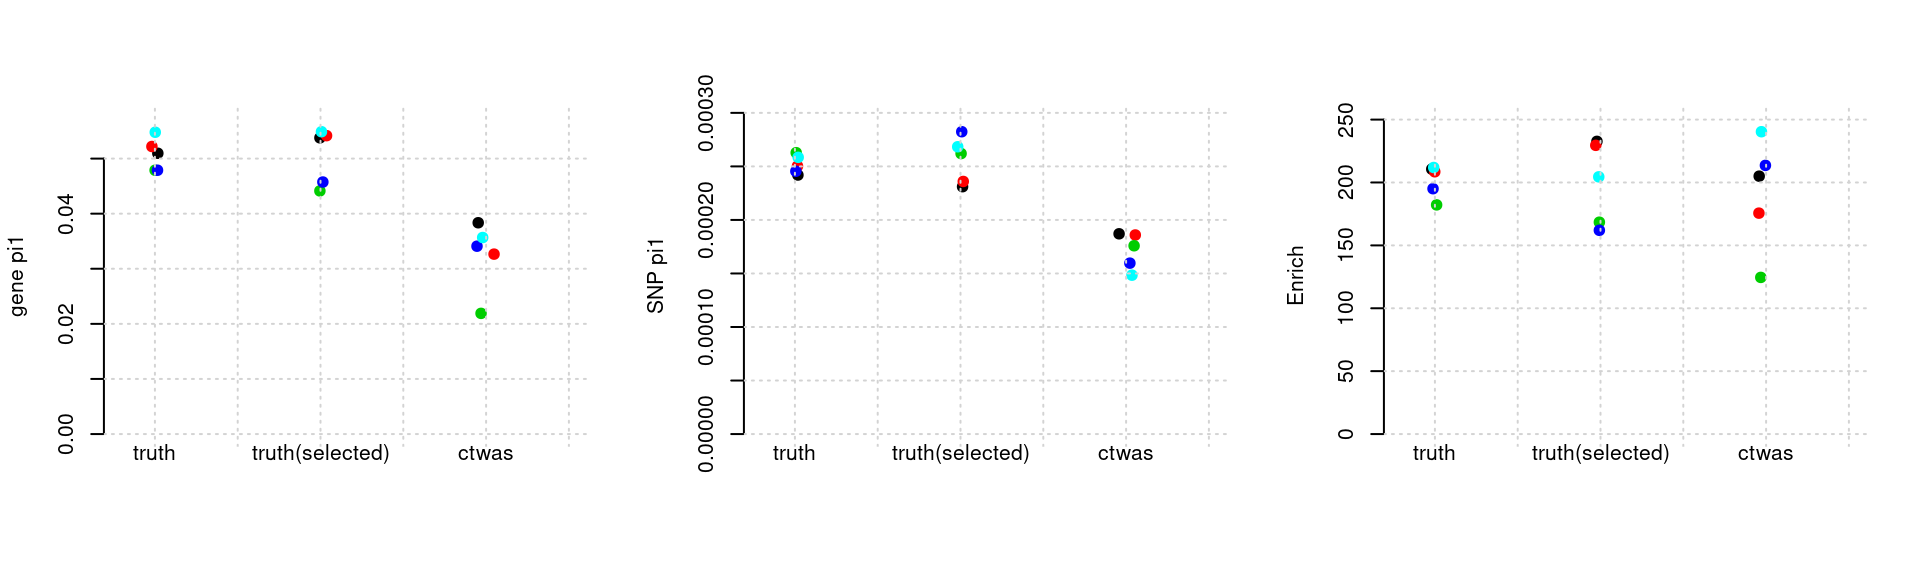 gene pi1
0.00
0.02
0.04
truth
truth(selected)
ctwas
SNP pi1
0.00000
0.00010
0.00020
0.00030
truth
truth(selected)
ctwas
Enrich
0
50
100
150
200
250
truth
truth(selected)
ctwas